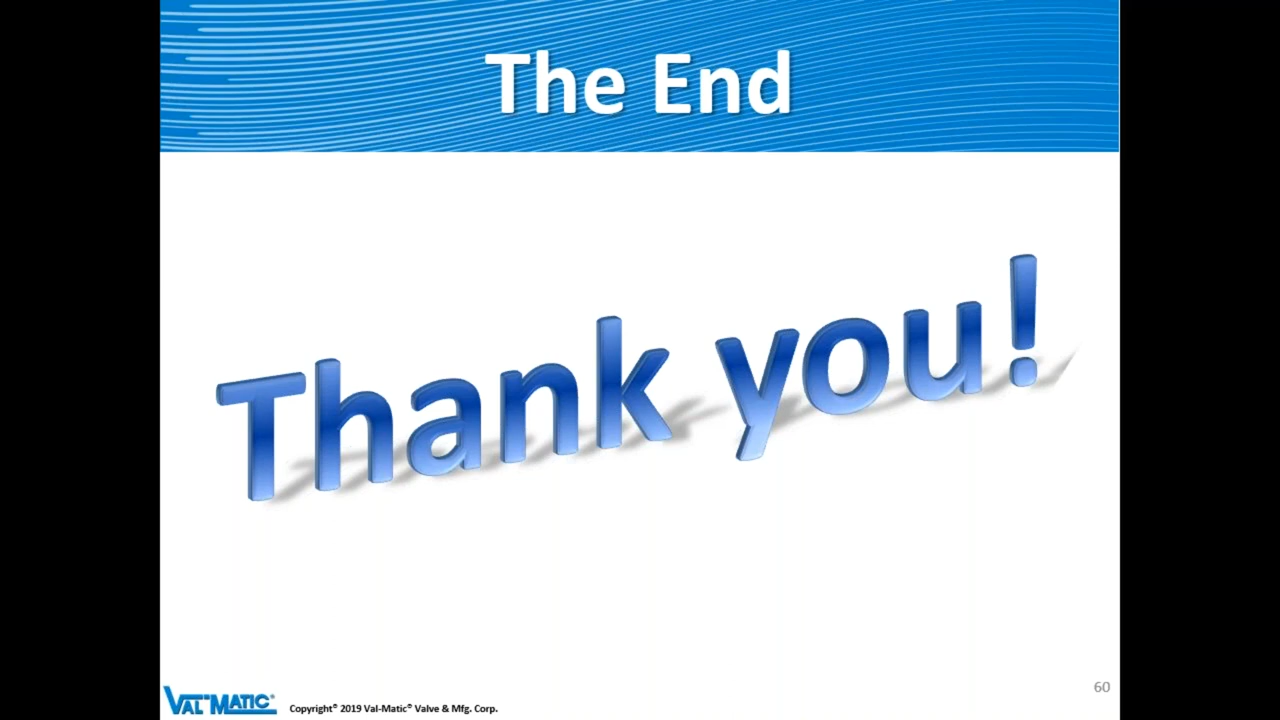 The End
Thank you!
60
VAL-MATIC®
Copyright® 2019 Val-Matic® Valve & Mfg. Corp.